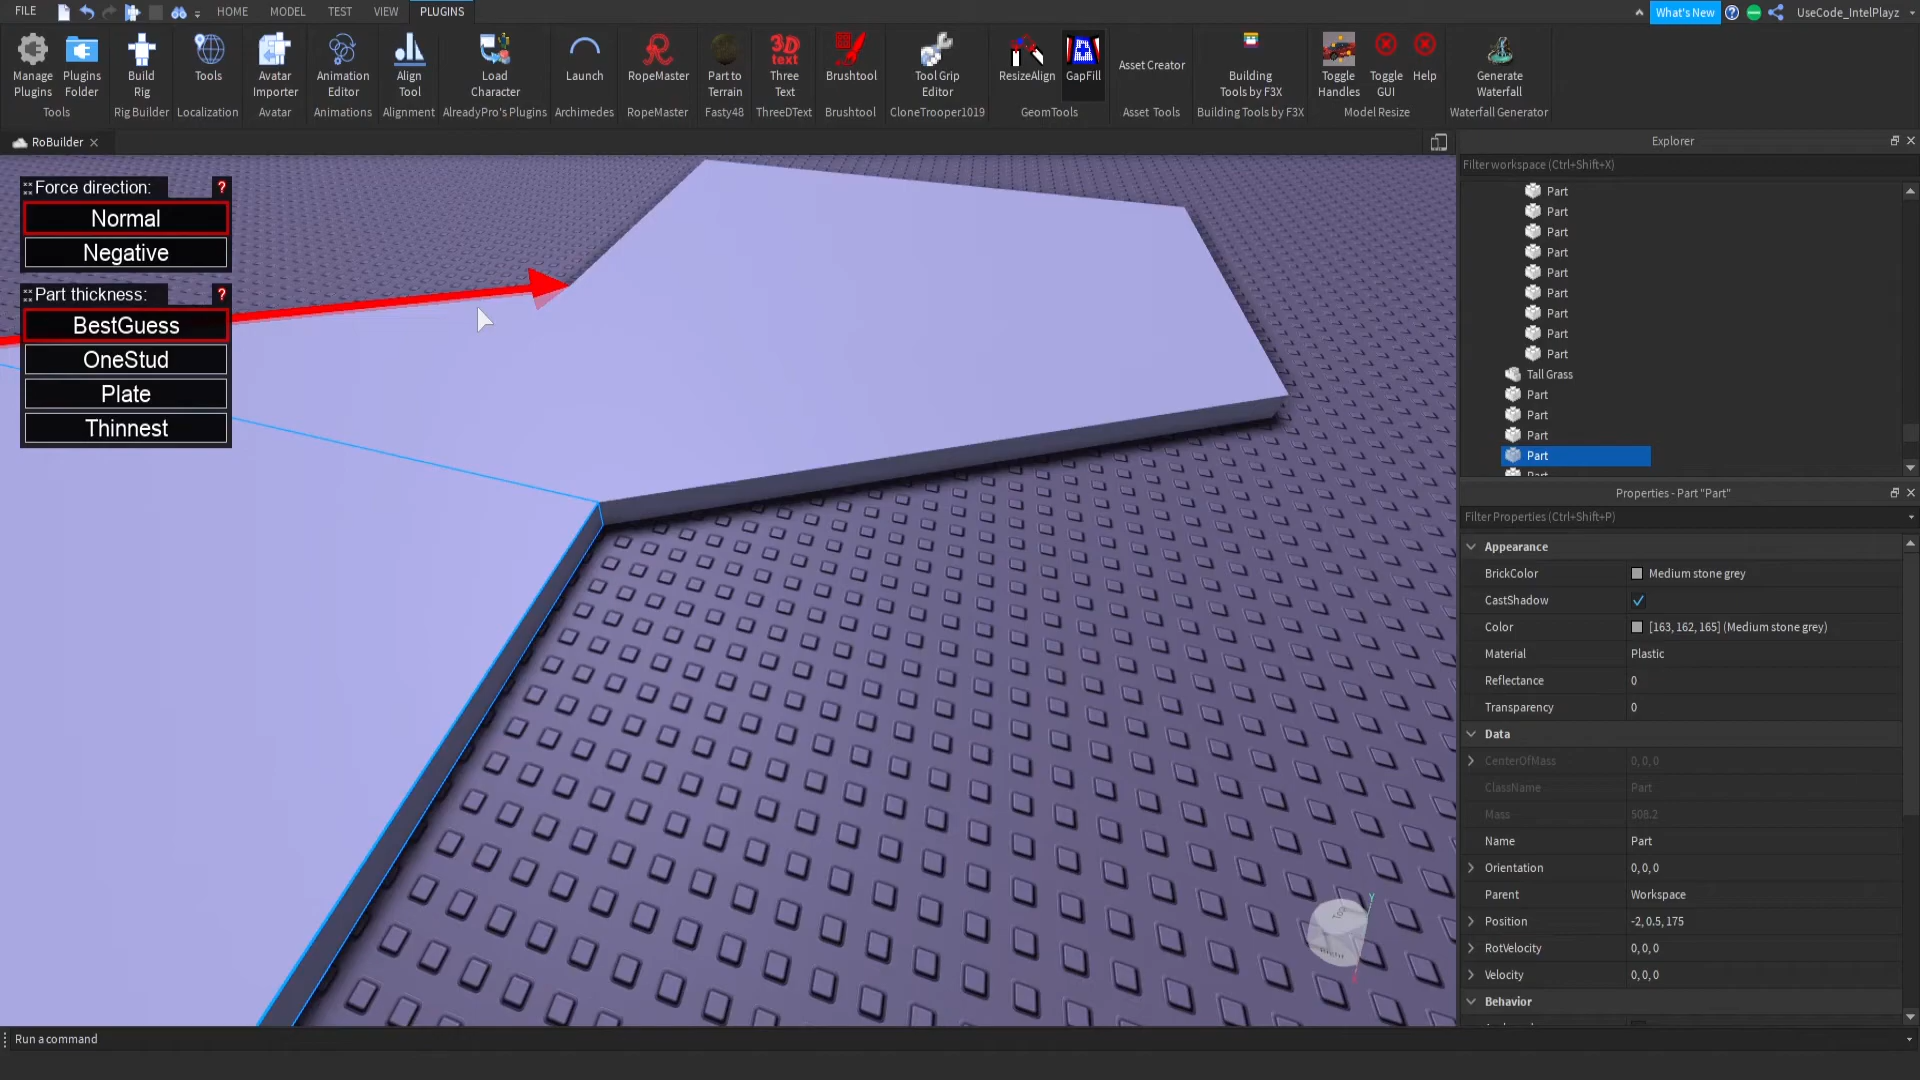 FILE HOME MODEL TEST VIEW PLUGINS What's New UseCode_IntelPlayz
Manage Plugins
Plugins Folder
Tools
Build Rig
Rig Builder
Tools
Localization
Avatar Importer
Avatar
Animation Editor
Animations
Align Tool
Alignment
Load Character
AlreadyPro's Plugins
Launch
Archimedes
RopeMaster
RopeMaster
Part to Terrain
Fasty48
3D text
Three Text
ThreeDText
Brushtool
Brushtool
Tool Grip Editor
CloneTrooper1019
ResizeAlign
GapFill
GeomTools
Asset Creator
Asset Tools
Building Tools by F3X
Building Tools by F3X
Toggle Handles
Toggle GUI
Help
Model Resize
Generate Waterfall
Waterfall Generator
RoBuilder
Force direction: ?
Normal
Negative
Part thickness: ?
BestGuess
OneStud
Plate
Thinnest
Right
Y
Explorer
Filter workspace (Ctrl+Shift+X)
Part
Part
Part
Part
Part
Part
Part
Part
Part
Tall Grass
Part
Part
Part
Part
Part
Properties - Part "Part"
Filter Properties (Ctrl+Shift+P)
Appearance
BrickColor Medium stone grey
CastShadow
Color [163, 162, 165] (Medium stone grey)
Material Plastic
Reflectance 0
Transparency 0
Data
CenterOfMass 0, 0, 0
ClassName Part
Mass 508.2
Name Part
Orientation 0, 0, 0
Parent Workspace
Position -2, 0.5, 175
RotVelocity 0, 0, 0
Velocity 0, 0, 0
Behavior
Run a command